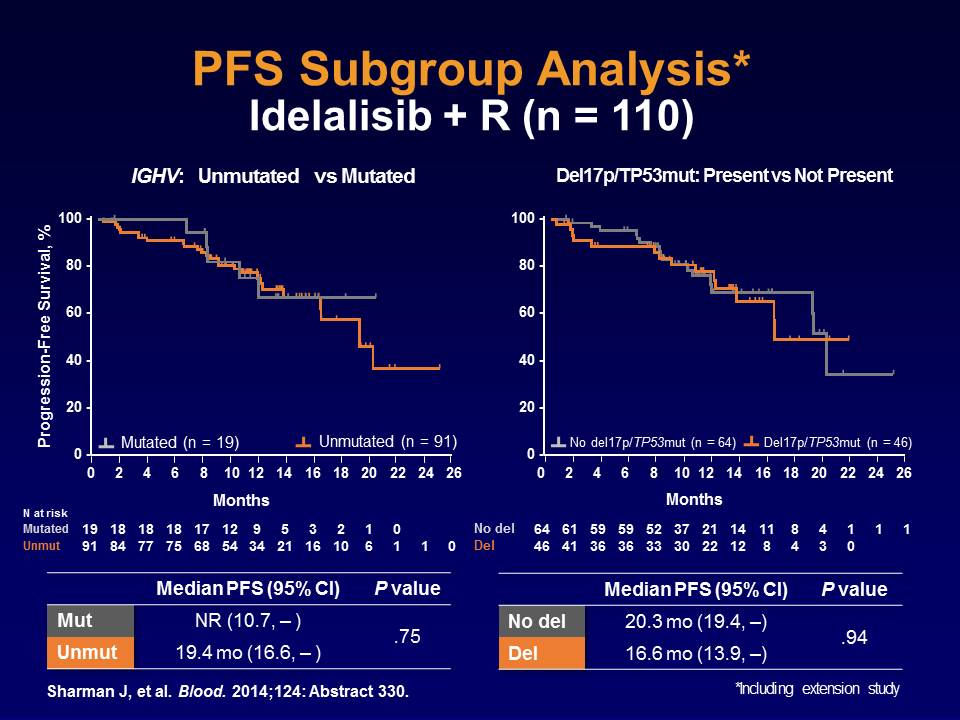 PFS Subgroup Analysis*
Idelalisib + R (n = 110)
IGHV: Unmutated vs Mutated
Progression-Free Survival, %
100
80
60
40
20
0
Mutated (n = 19)
Unmutated (n = 91)
0 2 4 6 8 10 12 14 16 18 20 22 24 26
Months
N at risk
Mutated 19 18 18 18 17 12 9 5 3 2 1 0
Unmut 91 84 77 75 68 54 34 21 16 10 6 1 1 0
Median PFS (95% CI) P value
Mut NR (10.7, – )
.75
Unmut 19.4 mo (16.6, – )
Del17p/TP53mut: Present vs Not Present
100
80
60
40
20
0
No del17p/TP53mut (n = 64) Del17p/TP53mut (n = 46)
0 2 4 6 8 10 12 14 16 18 20 22 24 26
Months
No del 64 61 59 59 52 37 21 14 11 8 4 1 1 1
Del 46 41 36 36 33 30 22 12 8 4 3 0
Median PFS (95% CI) P value
No del 20.3 mo (19.4, –)
.94
Del 16.6 mo (13.9, –)
Sharman J, et al. Blood. 2014;124: Abstract 330.
*Including extension study